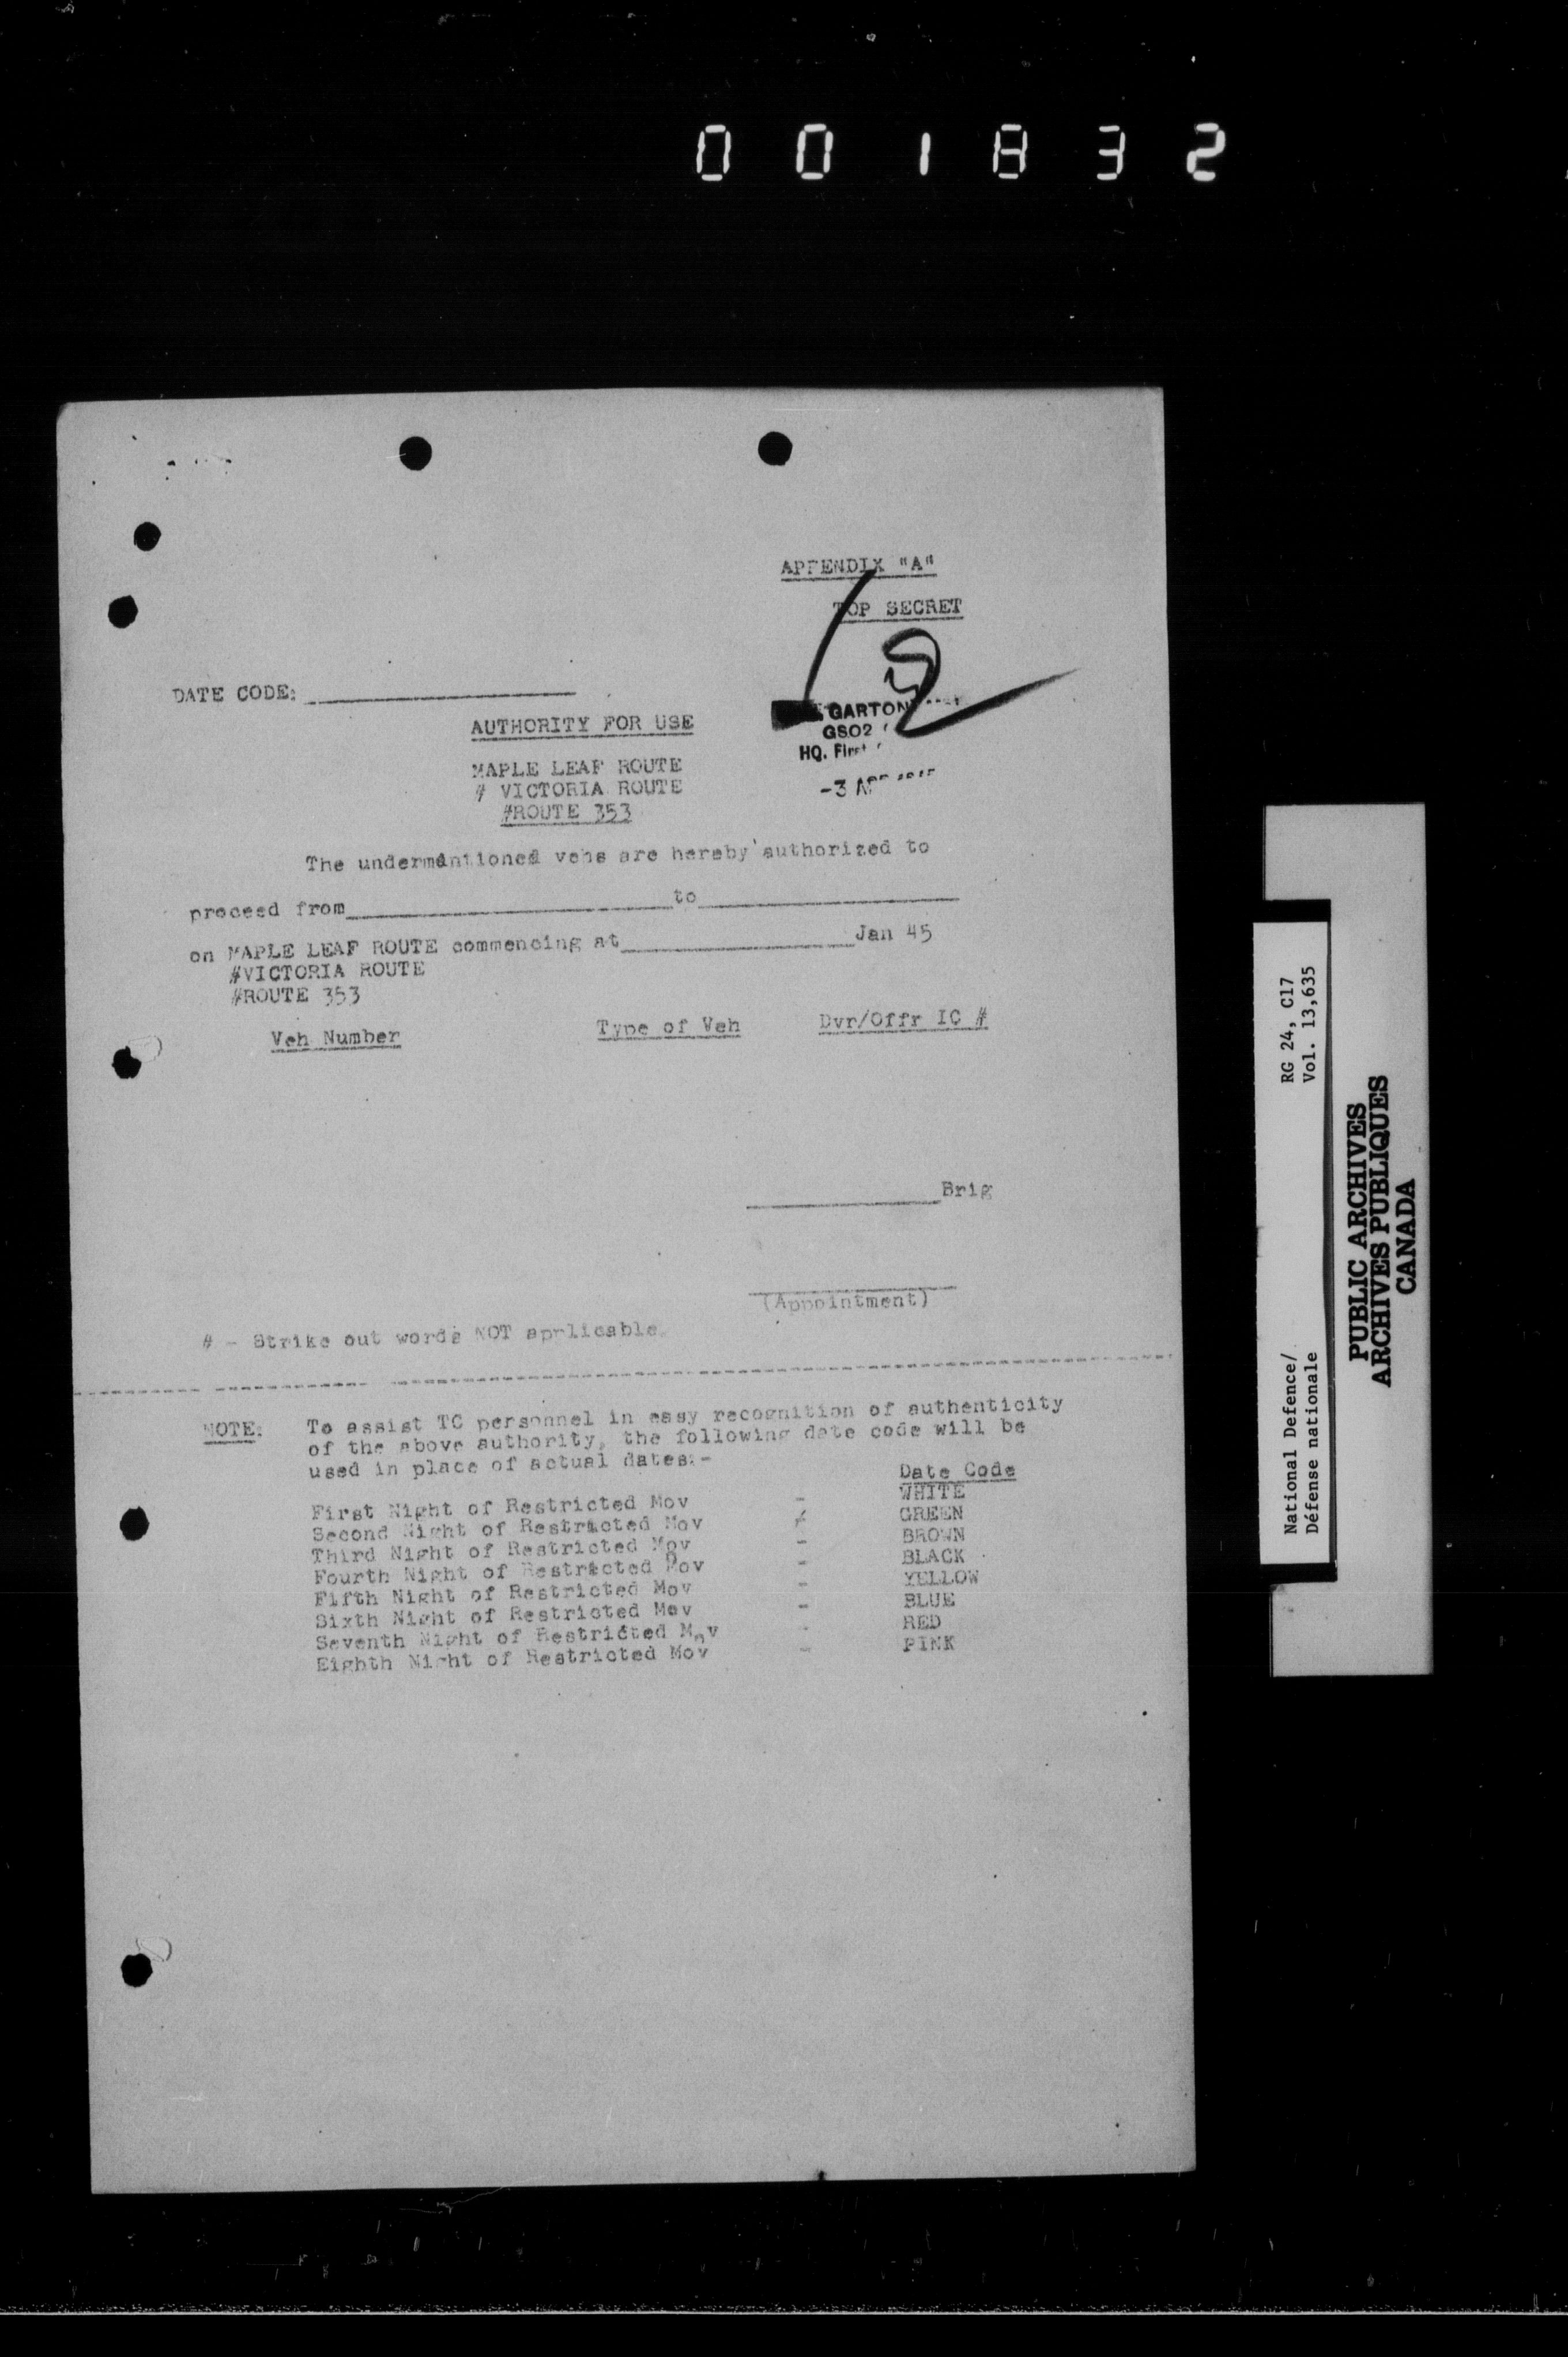 001832
APPENDIX "A"
TOP SECRET
DATE CODE:
GARTON
GSO2
HQ. First
-3
AUTHORITY FOR USE
MAPLE LEAF ROUTE
# VICTORIA ROUTE
#ROUTE 353
The undermentioned vehs are hereby authorized to
proceed from to
on MAPLE LEAF ROUTE commencing at Jan 45
#VICTORIA ROUTE
#ROUTE 353
Veh Number Type of Veh Dvr/Offr IC #
Brig
(Appointment)
# - Strike out words NOT applicable.
NOTE: To assist TC personnel in easy recognition of authenticity
of the above authority, the following date code will be
used in place of actual dates:-
Date Code
First Night of Restricted Mov - WHITE
Second Night of Restricted Mov - GREEN
Third Night of Restricted Mov - BROWN
Fourth Night of Restricted Mov - BLACK
Fifth Night of Restricted Mov - YELLOW
Sixth Night of Restricted Mov - BLUE
Seventh Night of Restricted Mov - RED
Eighth Night of Restricted Mov - PINK
RG 24, C17
Vol. 13,635
National Defence/
Défense nationale
PUBLIC ARCHIVES
ARCHIVES PUBLIQUES
CANADA